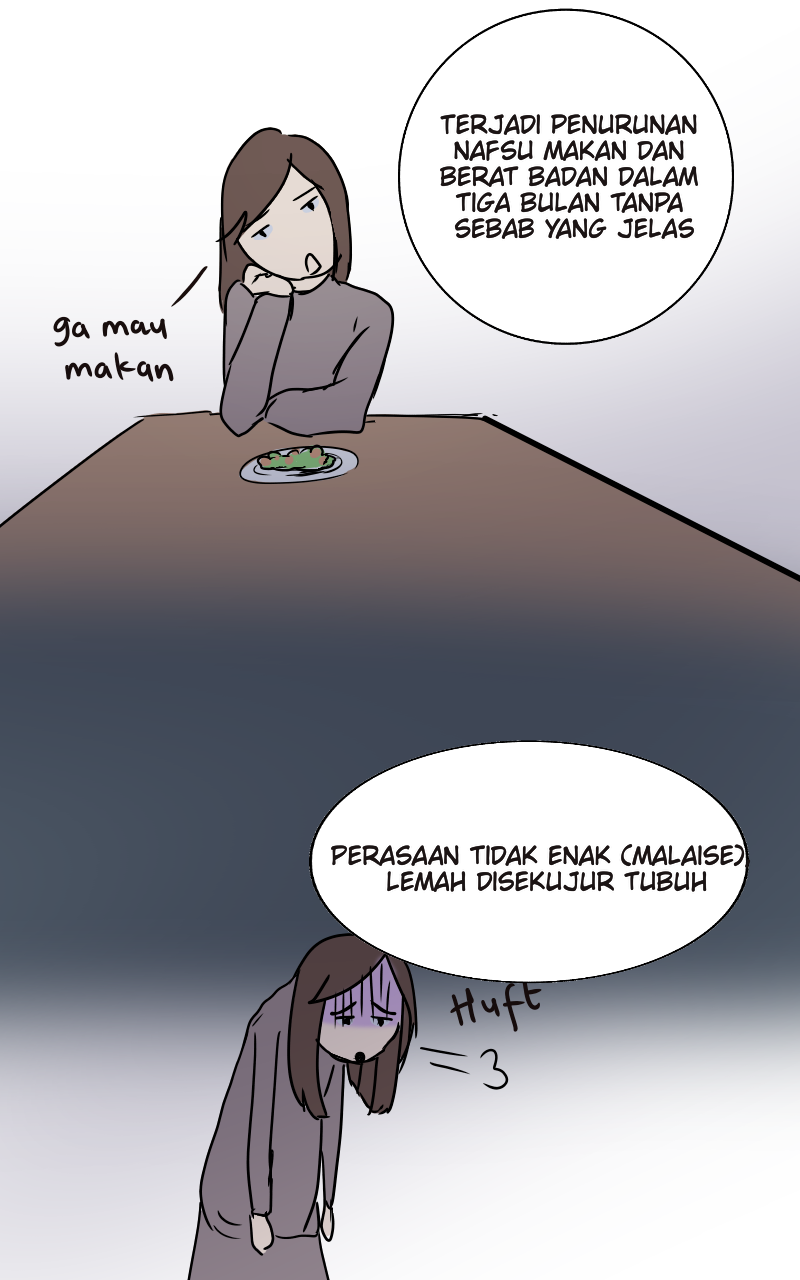 TERJADI PENURUNAN
NAFSU MAKAN DAN
BERAT BADAN DALAM
TIGA BULAN TANPA
SEBAB YANG JELAS
ga mau
makan
PERASAAN TIDAK ENAK (MALAISE)
LEMAH DISEKUJUR TUBUH
Huft